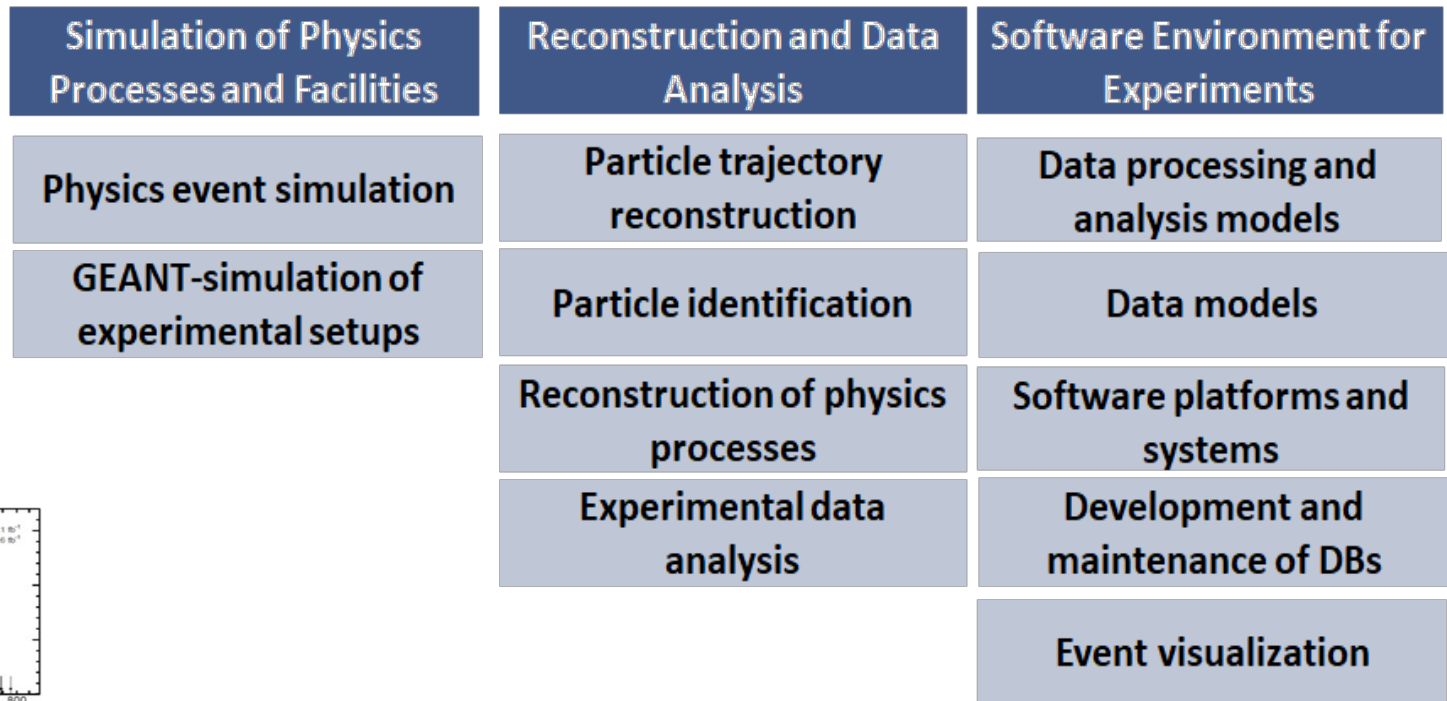 Simulation of Physics
Processes and Facilities
Physics event simulation
GEANT-simulation of
experimental setups
Reconstruction and Data
Analysis
Particle trajectory
reconstruction
Particle identification
Reconstruction of physics
processes
Experimental data
analysis
Software Environment for
Experiments
Data processing and
analysis models
Data models
Software platforms and
systems
Development and
maintenance of DBs
Event visualization
800